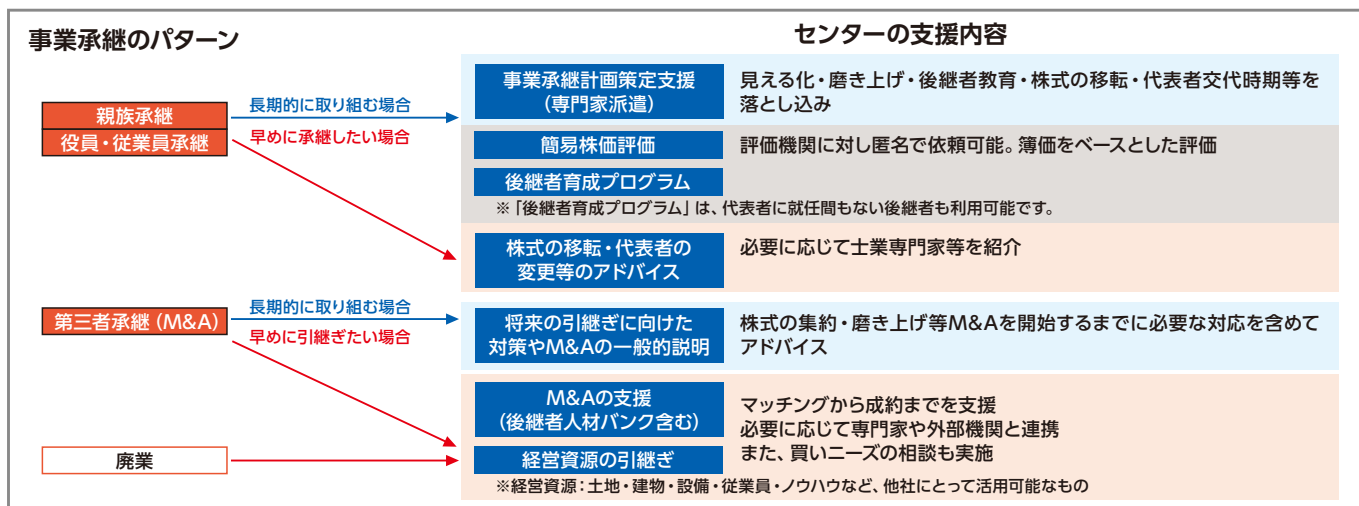 事業承継のパターン
センターの支援内容
親族承継
役員・従業員承継
長期的に取り組む場合
早めに承継したい場合
事業承継計画策定支援
（専門家派遣）
見える化・磨き上げ・後継者教育・株式の移転・代表者交代時期等を
落とし込み
簡易株価評価
評価機関に対し匿名で依頼可能。簿価をベースとした評価
後継者育成プログラム
※「後継者育成プログラム」は、代表者に就任間もない後継者も利用可能です。
株式の移転・代表者の
変更等のアドバイス
必要に応じて士業専門家等を紹介
第三者承継（M&A）
長期的に取り組む場合
早めに引継ぎたい場合
将来の引継ぎに向けた
対策やM&Aの一般的説明
株式の集約・磨き上げ等M&Aを開始するまでに必要な対応を含めて
アドバイス
M&Aの支援
（後継者人材バンク含む）
マッチングから成約までを支援
必要に応じて専門家や外部機関と連携
また、買いニーズの相談も実施
廃業
経営資源の引継ぎ
※経営資源：土地・建物・設備・従業員・ノウハウなど、他社にとって活用可能なもの